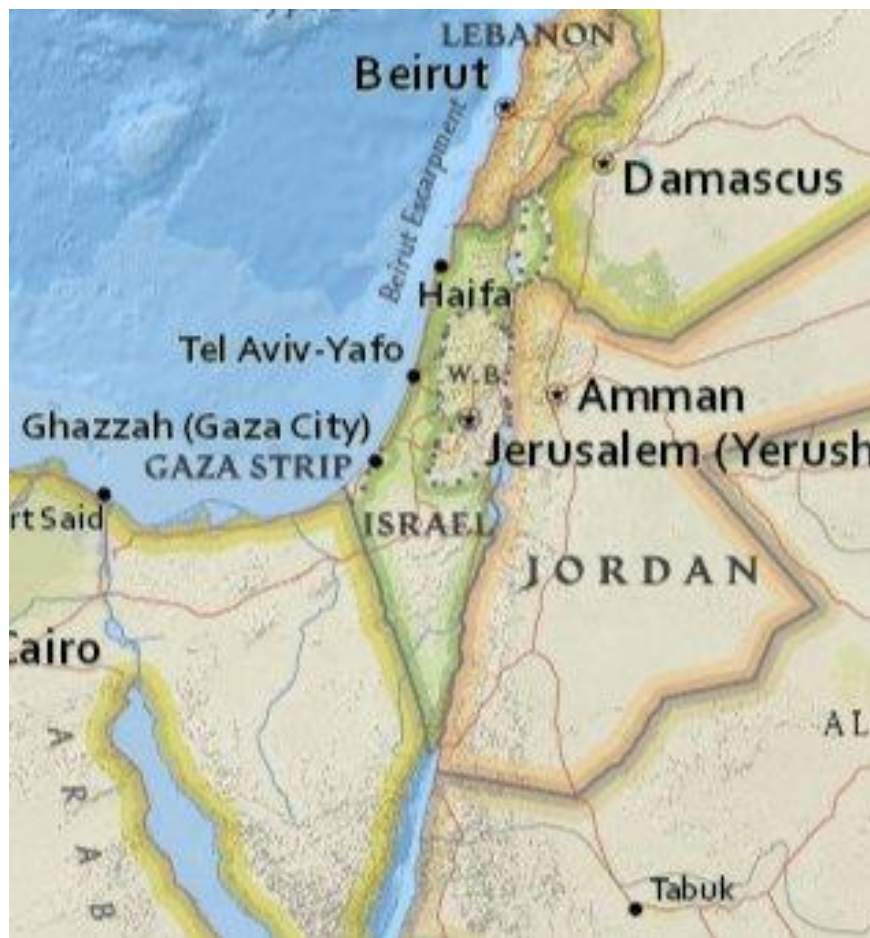 LEBANON
Beirut
Beirut Escarpment
Damascus
Haifa
Tel Aviv-Yafo
W.B.
Amman
Ghazzah (Gaza City)
Jerusalem (Yerush
GAZA STRIP
rt Said
ISRAEL
JORDAN
Cairo
AL
ARAB
Tabuk